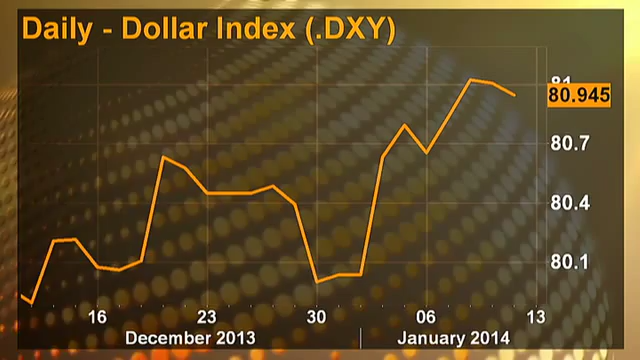 Daily - Dollar Index (.DXY)
81
80.945
80.7
80.4
80.1
16 23 30 06 13
December 2013 January 2014